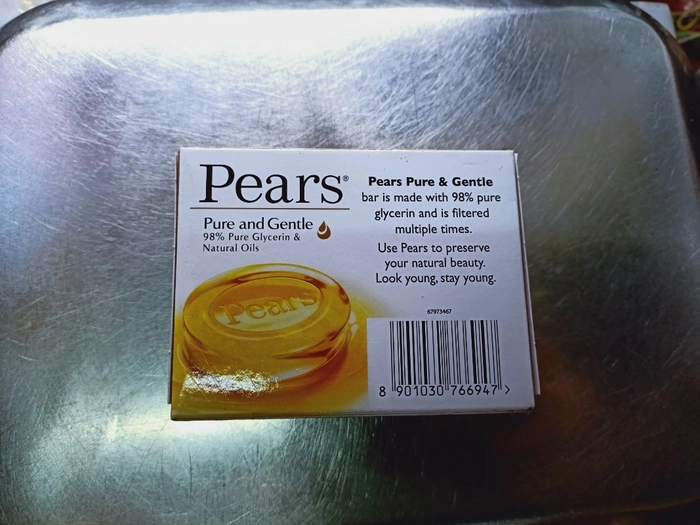 Pears®
Pure and Gentle
98% Pure Glycerin &
Natural Oils
Pears
Pears Pure & Gentle
bar is made with 98% pure
glycerin and is filtered
multiple times.
Use Pears to preserve
your natural beauty.
Look young, stay young.
67973467
8 901030 766947 >